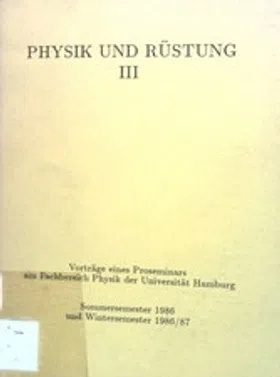 PHYSIK UND RÜSTUNG
III
Vorträge eines Proseminars
am Fachbereich Physik der Universität Hamburg
Sommersemester 1986
und Wintersemester 1986/87